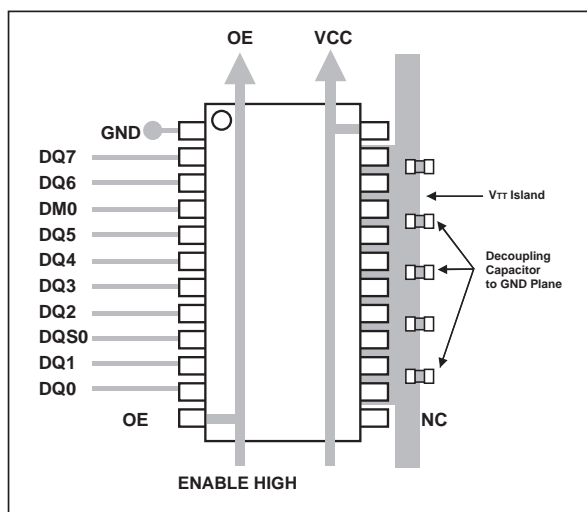 OE
VCC
GND
DQ7
DQ6
DM0
DQ5
DQ4
DQ3
DQ2
DQS0
DQ1
DQ0
OE
VTT Island
Decoupling
Capacitor
to GND Plane
NC
ENABLE HIGH